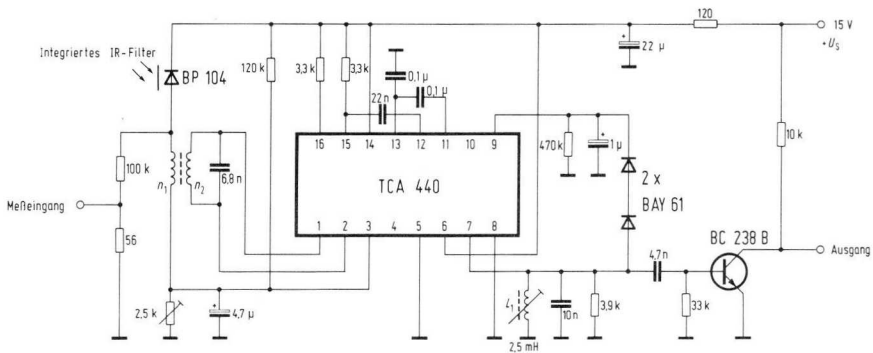 120
15 V
+U_S
Integriertes IR-Filter
22 µ
BP 104
120 k
3,3 k
3,3 k
0,1 µ
0,1 µ
22 n
10 k
16 15 14 13 12 11 10 9
470 k
1 µ
100 k
n1
n2
6,8 n
TCA 440
2 x
BAY 61
Meßeingang
56
1 2 3 4 5 6 7 8
BC 238 B
4,7 n
Ausgang
2,5 k
4,7 µ
L1
10 n
3,9 k
33 k
2,5 mH